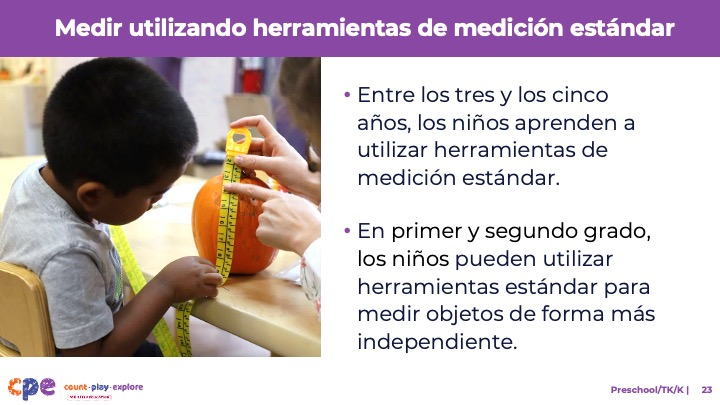 Medir utilizando herramientas de medición estándar
• Entre los tres y los cinco
años, los niños aprenden a
utilizar herramientas de
medición estándar.
• En primer y segundo grado,
los niños pueden utilizar
herramientas estándar para
medir objetos de forma más
independiente.
cpe count·play·explore
Preschool/TK/K | 23